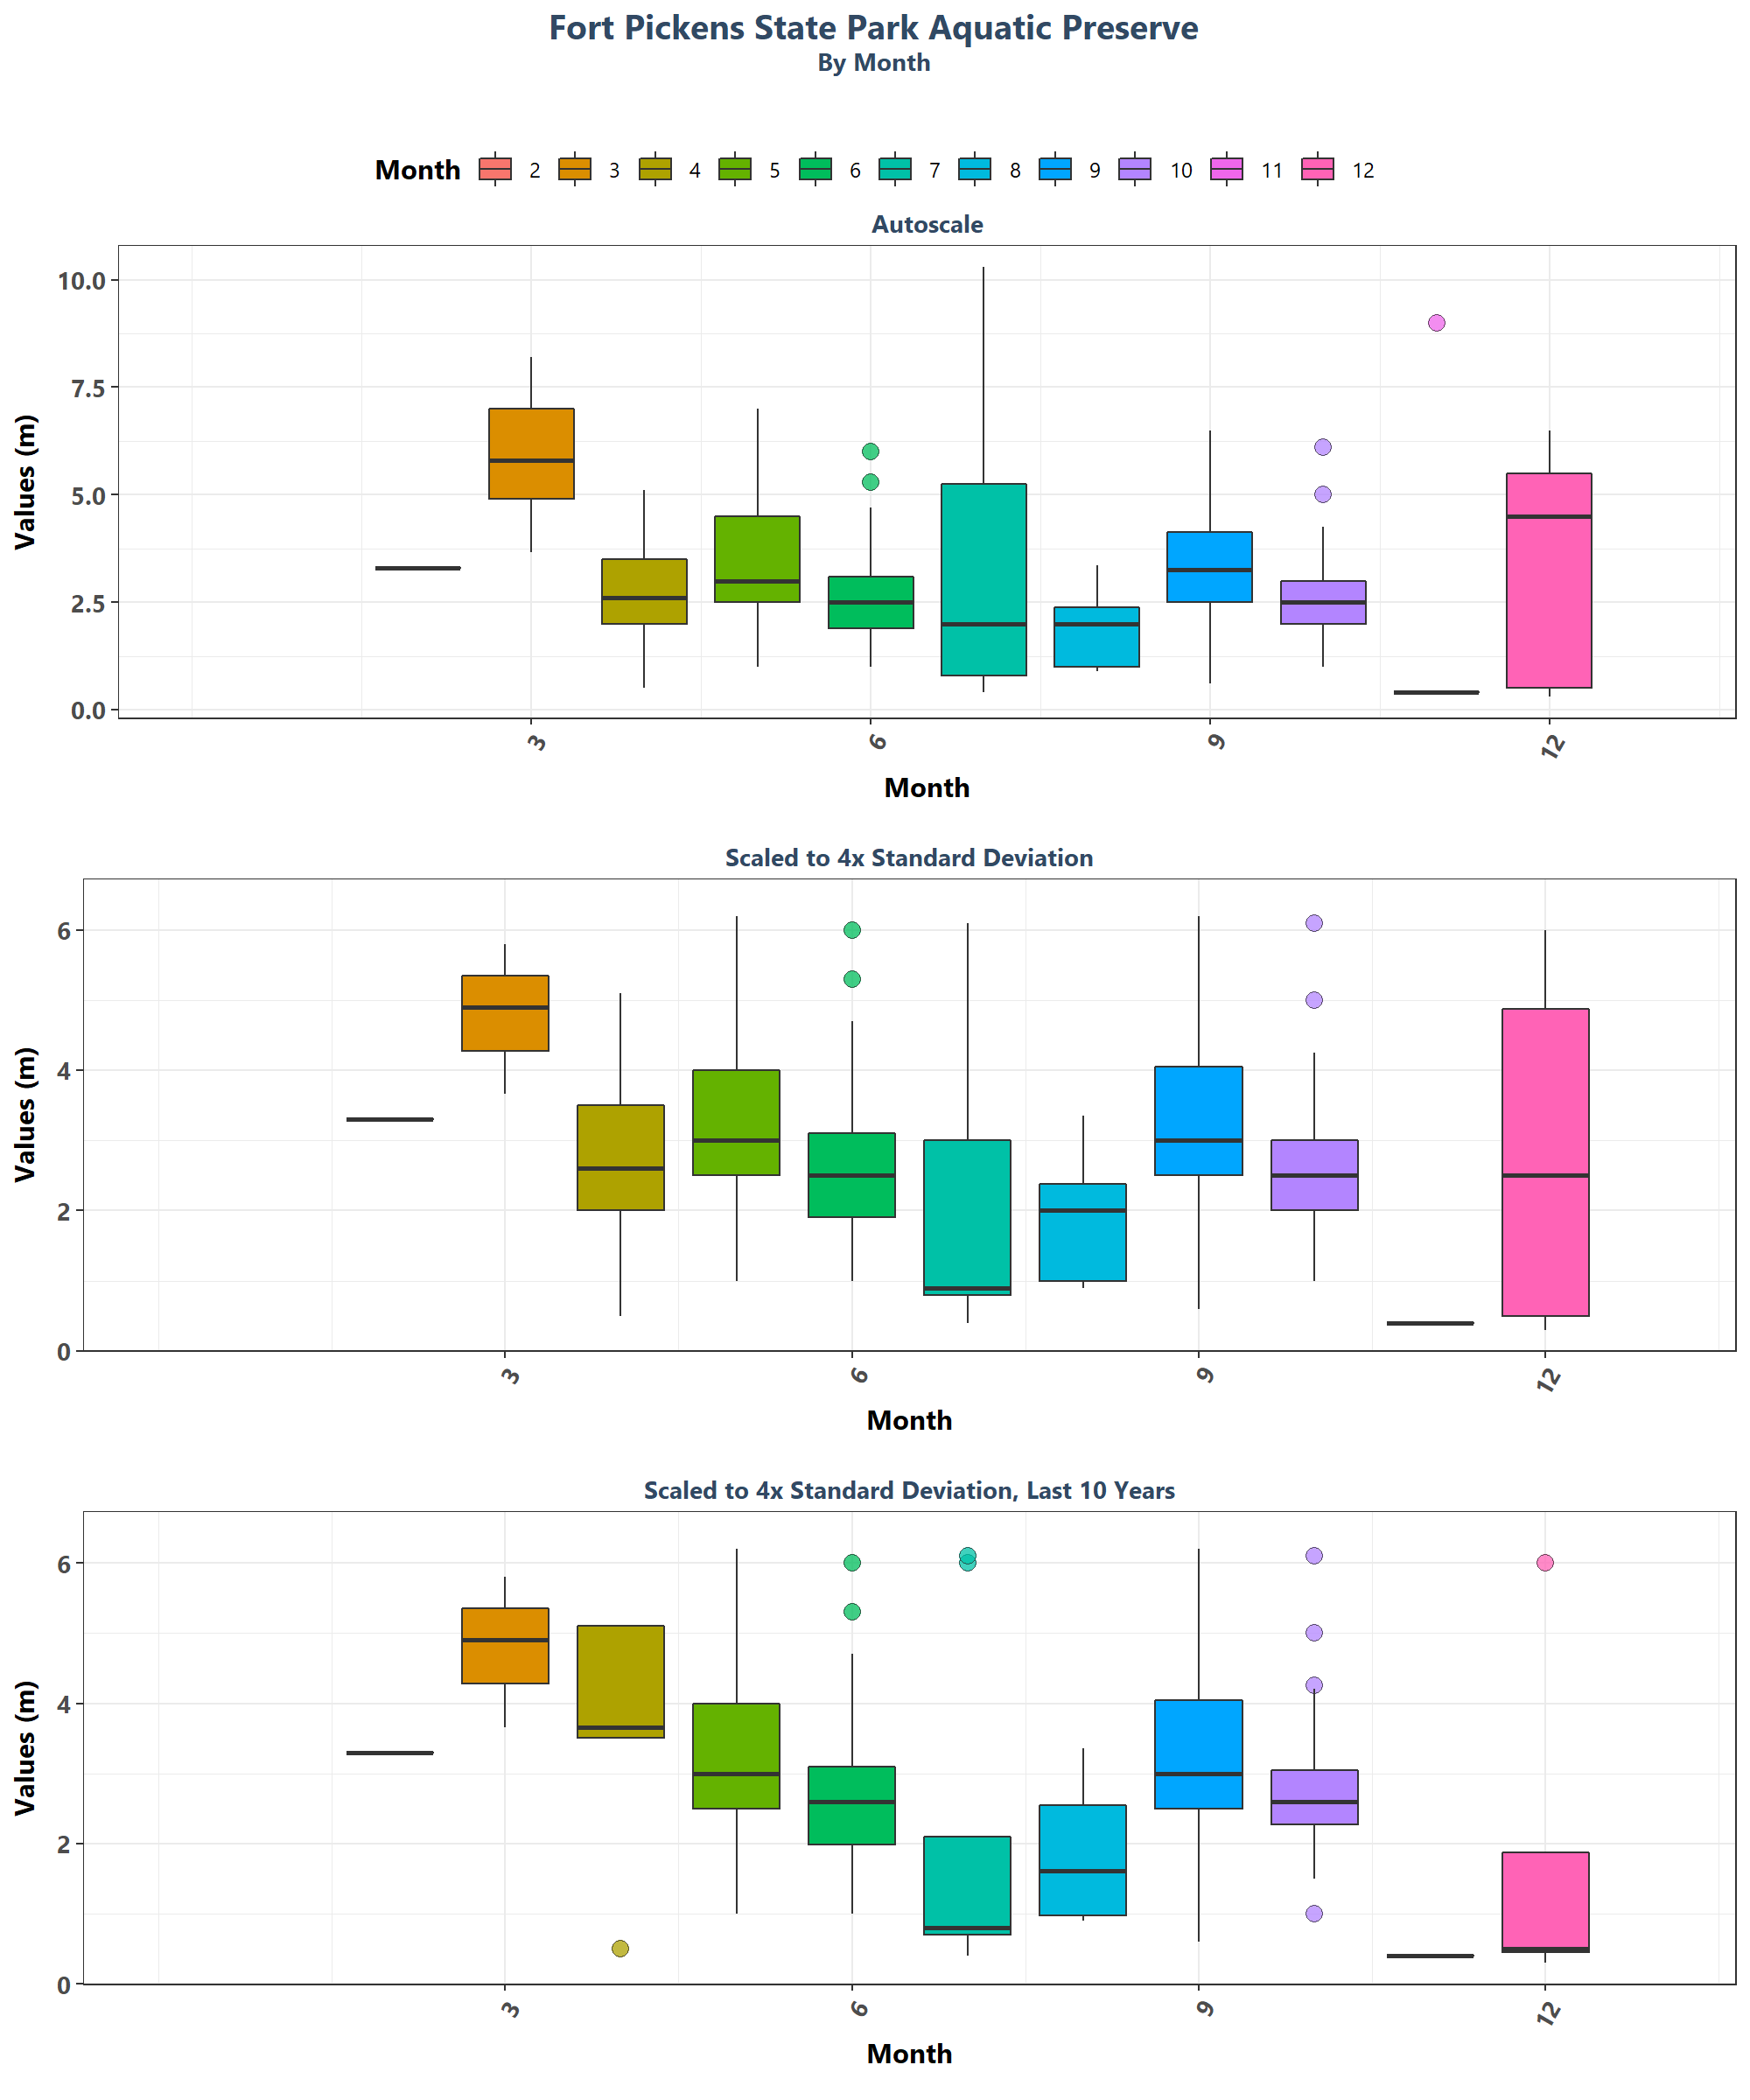 Fort Pickens State Park Aquatic Preserve
By Month
Month 2 3 4 5 6 7 8 9 10 11 12
Autoscale
Values (m)
10.0
7.5
5.0
2.5
0.0
3 6 9 12
Month
Scaled to 4x Standard Deviation
Values (m)
6
4
2
0
3 6 9 12
Month
Scaled to 4x Standard Deviation, Last 10 Years
Values (m)
6
4
2
0
3 6 9 12
Month